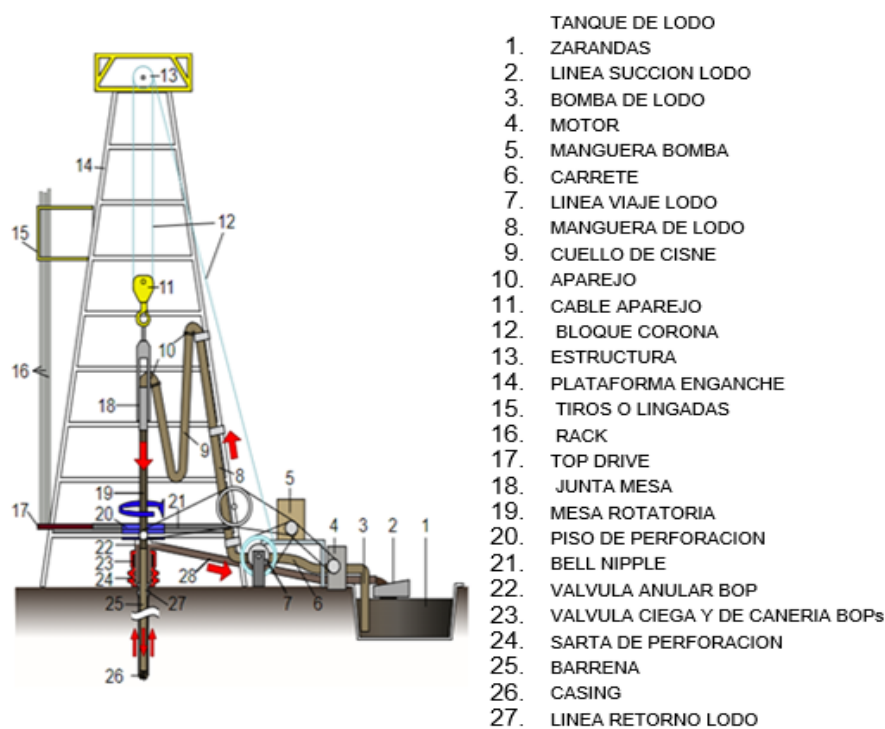 TANQUE DE LODO
1. ZARANDAS
2. LINEA SUCCION LODO
3. BOMBA DE LODO
4. MOTOR
5. MANGUERA BOMBA
6. CARRETE
7. LINEA VIAJE LODO
8. MANGUERA DE LODO
9. CUELLO DE CISNE
10. APAREJO
11. CABLE APAREJO
12. BLOQUE CORONA
13. ESTRUCTURA
14. PLATAFORMA ENGANCHE
15. TIROS O LINGADAS
16. RACK
17. TOP DRIVE
18. JUNTA MESA
19. MESA ROTATORIA
20. PISO DE PERFORACION
21. BELL NIPPLE
22. VALVULA ANULAR BOP
23. VALVULA CIEGA Y DE CANERIA BOPs
24. SARTA DE PERFORACION
25. BARRENA
26. CASING
27. LINEA RETORNO LODO
13
14
12
15
11
10
16
18
9
8
19
21
5
17
20
4
3
2
1
22
23
24
28
7
6
25
27
26